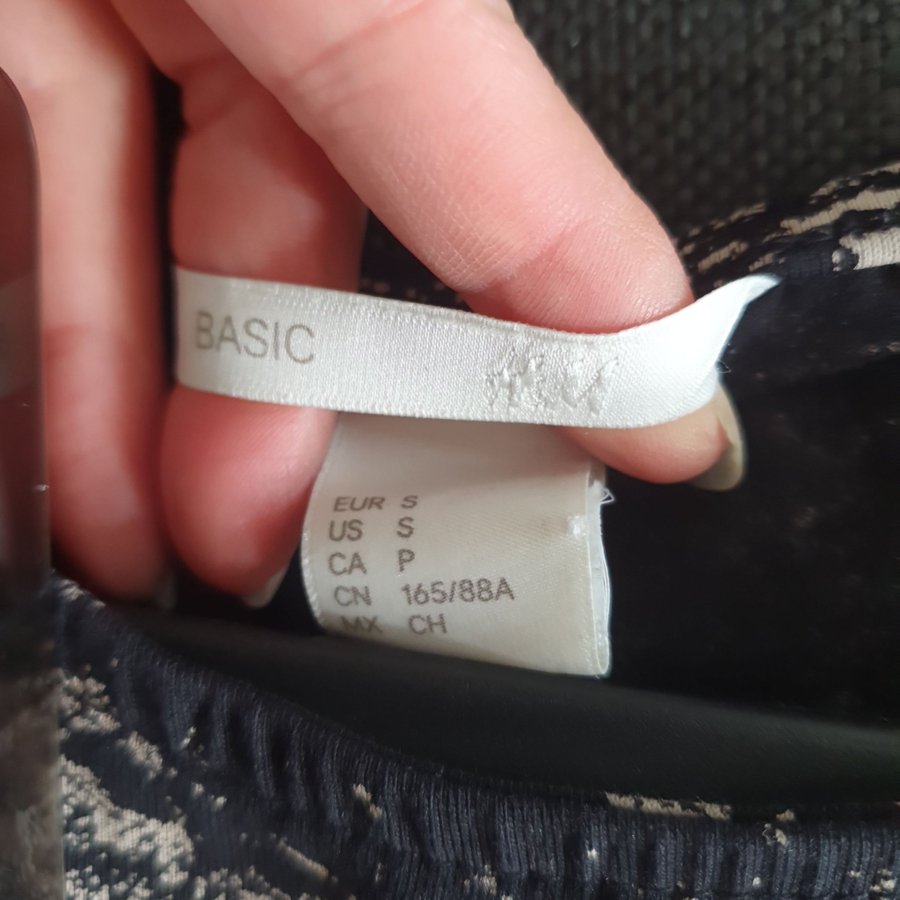 BASIC H&M
EUR S
US S
CA P
CN 165/88A
MX CH